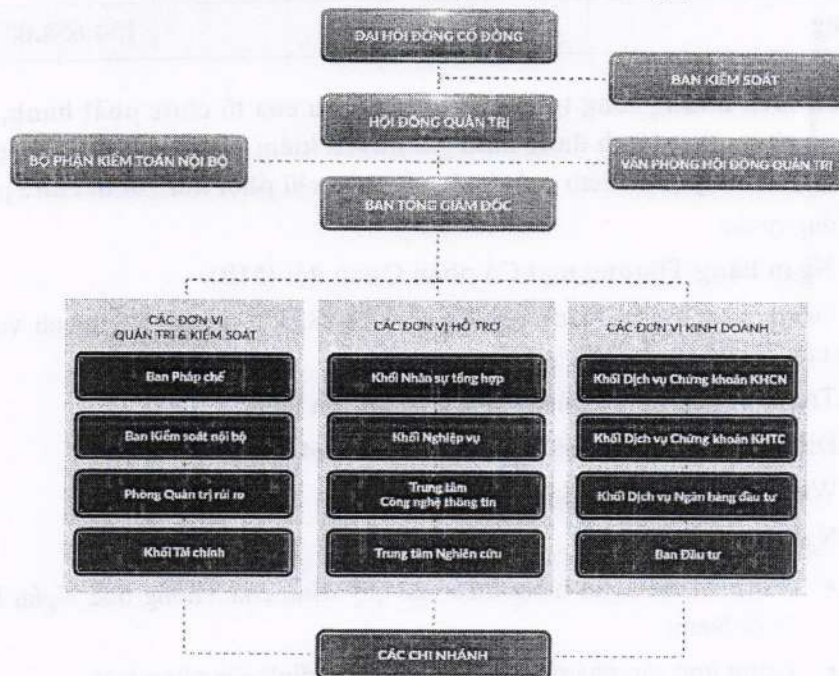 ĐẠI HỘI ĐỒNG CỔ ĐÔNG
BAN KIỂM SOÁT
HỘI ĐỒNG QUẢN TRỊ
BỘ PHẬN KIỂM TOÁN NỘI BỘ
VĂN PHÒNG HỘI ĐỒNG QUẢN TRỊ
BAN TỔNG GIÁM ĐỐC
CÁC ĐƠN VỊ
QUẢN TRỊ & KIỂM SOÁT
Ban Pháp chế
Ban Kiểm soát nội bộ
Phòng Quản trị rủi ro
Khối Tài chính
CÁC ĐƠN VỊ HỖ TRỢ
Khối Nhân sự tổng hợp
Khối Nghiệp vụ
Trung tâm
Công nghệ thông tin
Trung tâm Nghiên cứu
CÁC ĐƠN VỊ KINH DOANH
Khối Dịch vụ Chứng khoán KHCN
Khối Dịch vụ Chứng khoán KHTC
Khối Dịch vụ Ngân hàng đầu tư
Ban Đầu tư
CÁC CHI NHÁNH